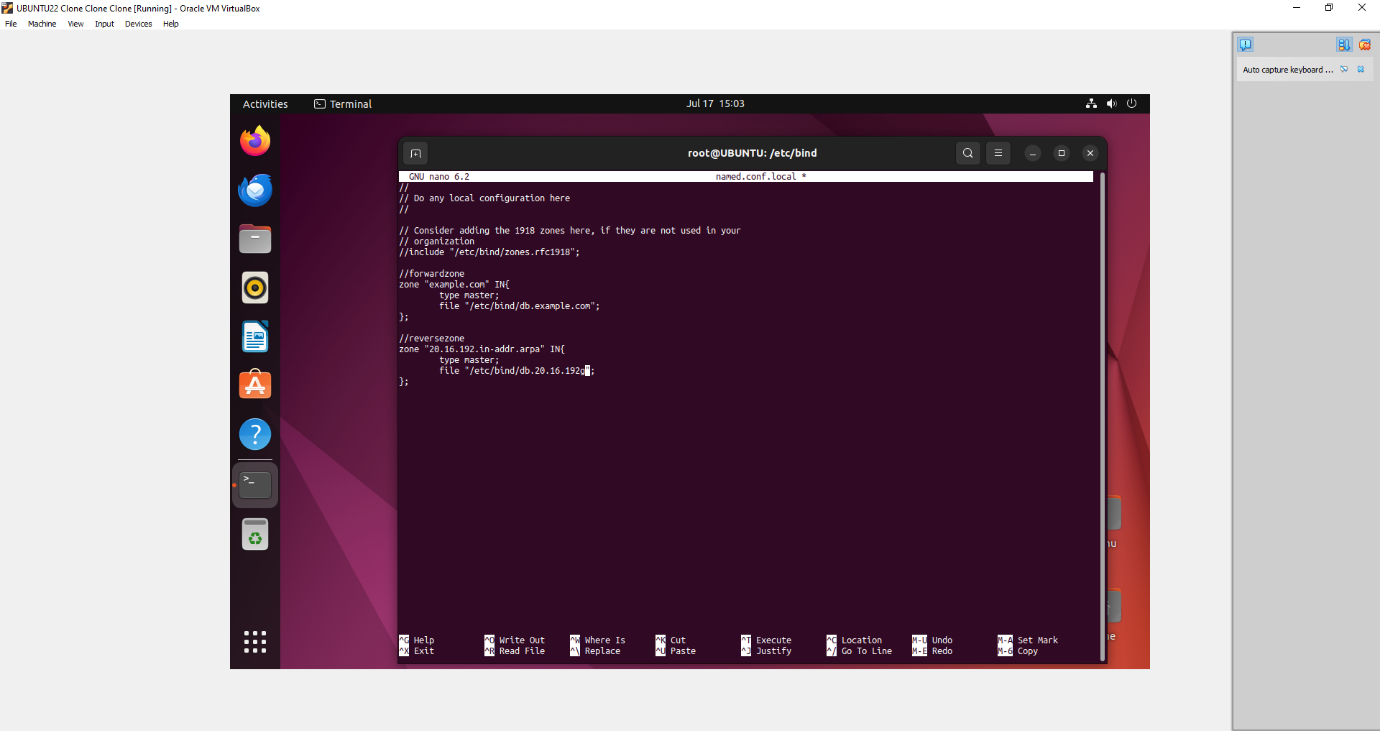 UBUNTU22 Clone Clone Clone [Running] - Oracle VM VirtualBox
File Machine View Input Devices Help
Auto capture keyboard ...
Activities Terminal Jul 17 15:03
root@UBUNTU: /etc/bind
GNU nano 6.2 named.conf.local *
//
// Do any local configuration here
//
// Consider adding the 1918 zones here, if they are not used in your
// organization
//include "/etc/bind/zones.rfc1918";
//forwardzone
zone "example.com" IN{
type master;
file "/etc/bind/db.example.com";
};
//reversezone
zone "20.16.192.in-addr.arpa" IN{
type master;
file "/etc/bind/db.20.16.192g";
};
^G Help ^O Write Out ^W Where Is ^K Cut ^T Execute ^C Location M-U Undo M-A Set Mark
^X Exit ^R Read File ^\ Replace ^U Paste ^J Justify ^/ Go To Line M-E Redo M-6 Copy